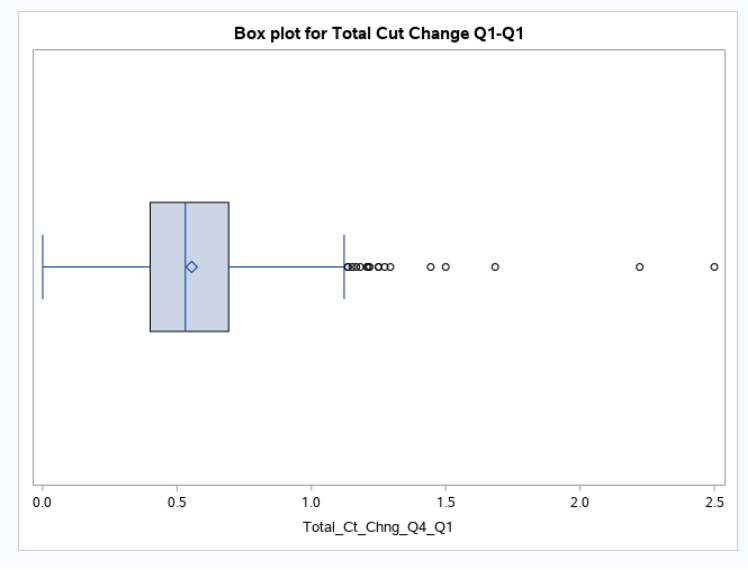 Box plot for Total Cut Change Q1-Q1
0.0 0.5 1.0 1.5 2.0 2.5
Total_Ct_Chng_Q4_Q1